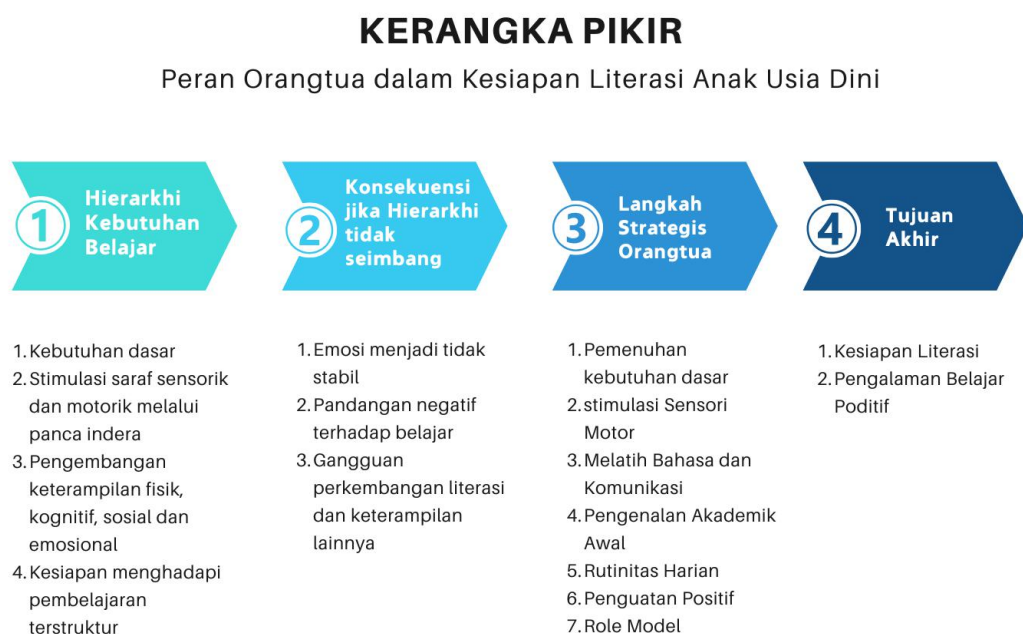 KERANGKA PIKIR
Peran Orangtua dalam Kesiapan Literasi Anak Usia Dini
1
Hierarkhi
Kebutuhan
Belajar
2
Konsekuensi
jika Hierarkhi
tidak
seimbang
3
Langkah
Strategis
Orangtua
4
Tujuan
Akhir
1. Kebutuhan dasar
2. Stimulasi saraf sensorik
dan motorik melalui
panca indera
3. Pengembangan
keterampilan fisik,
kognitif, sosial dan
emosional
4. Kesiapan menghadapi
pembelajaran
terstruktur
1. Emosi menjadi tidak
stabil
2. Pandangan negatif
terhadap belajar
3. Gangguan
perkembangan literasi
dan keterampilan
lainnya
1. Pemenuhan
kebutuhan dasar
2. stimulasi Sensori
Motor
3. Melatih Bahasa dan
Komunikasi
4. Pengenalan Akademik
Awal
5. Rutinitas Harian
6. Penguatan Positif
7. Role Model
1. Kesiapan Literasi
2. Pengalaman Belajar
Poditif